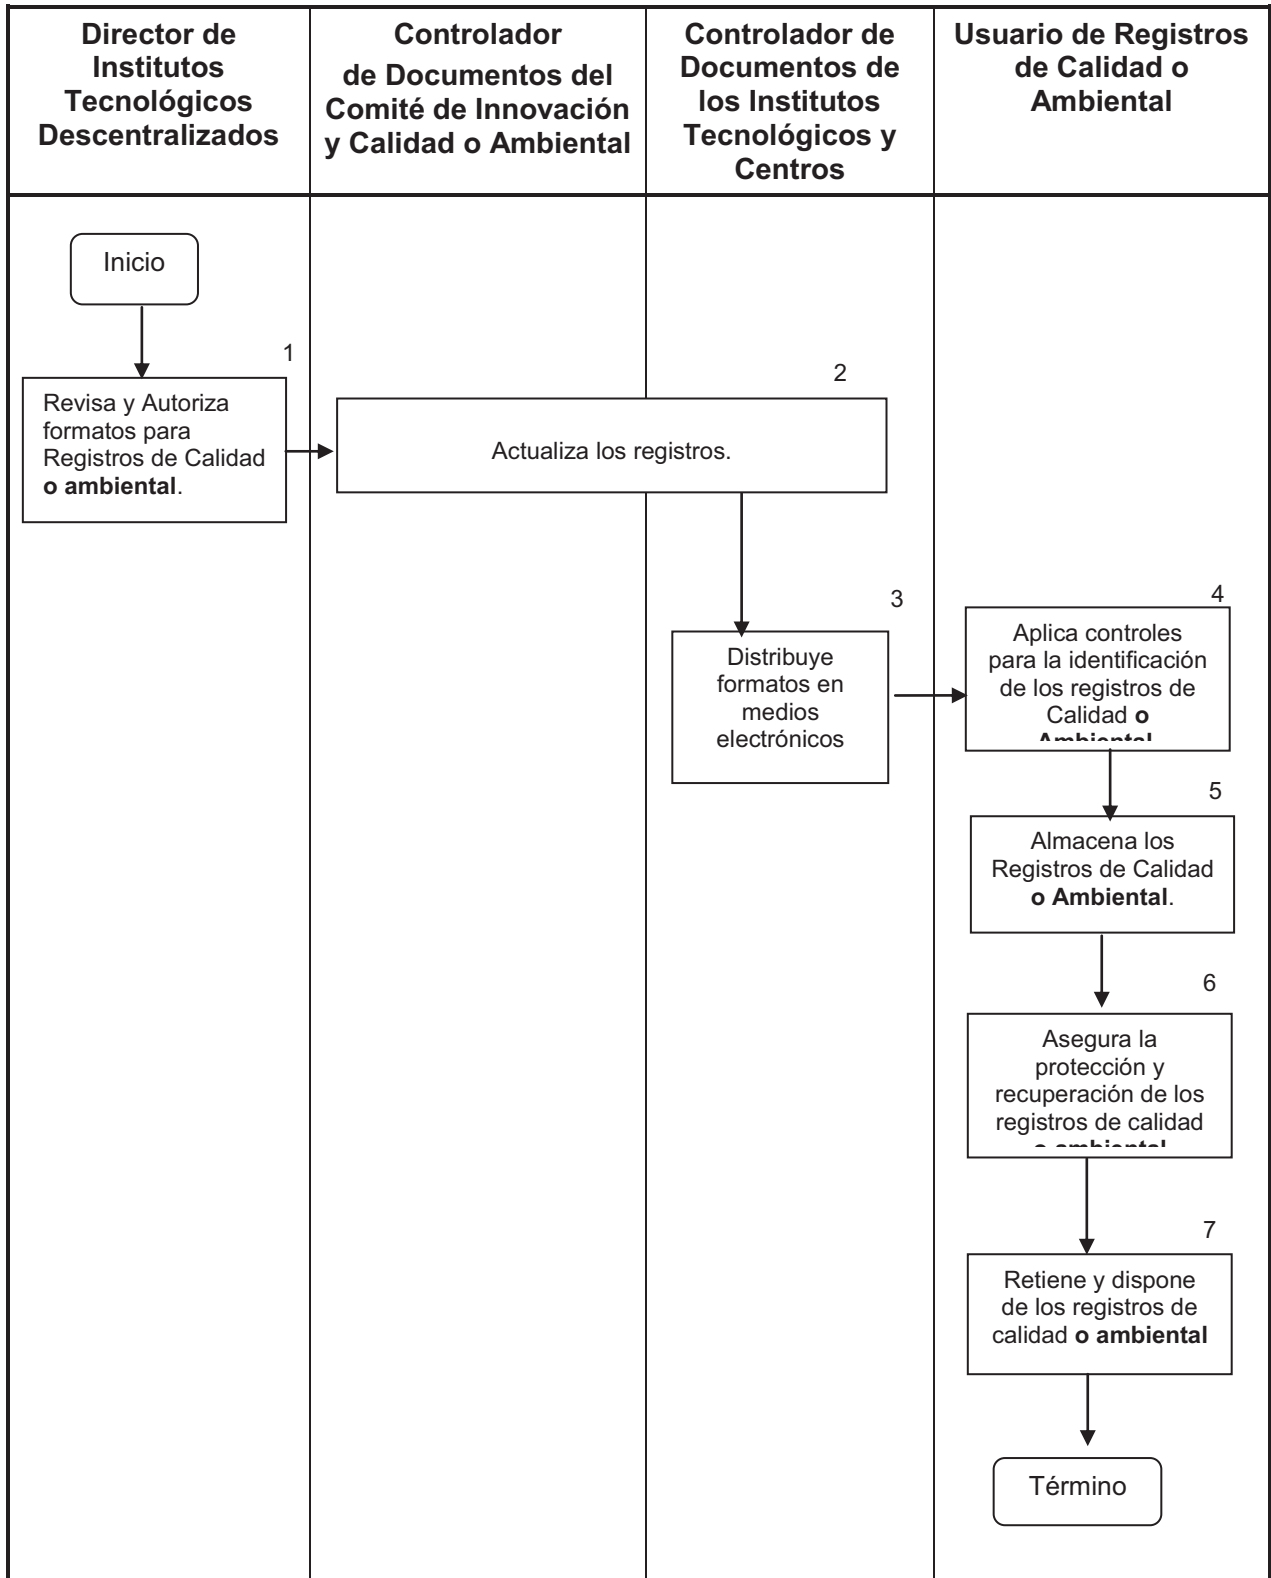 Director de
Institutos
Tecnológicos
Descentralizados
Controlador
de Documentos del
Comité de Innovación
y Calidad o Ambiental
Controlador de
Documentos de
los Institutos
Tecnológicos y
Centros
Usuario de Registros
de Calidad o
Ambiental
Inicio
1
Revisa y Autoriza
formatos para
Registros de Calidad
o ambiental.
2
Actualiza los registros.
3
Distribuye
formatos en
medios
electrónicos
4
Aplica controles
para la identificación
de los registros de
Calidad o
Ambiental
5
Almacena los
Registros de Calidad
o Ambiental.
6
Asegura la
protección y
recuperación de los
registros de calidad
o ambiental
7
Retiene y dispone
de los registros de
calidad o ambiental
Término